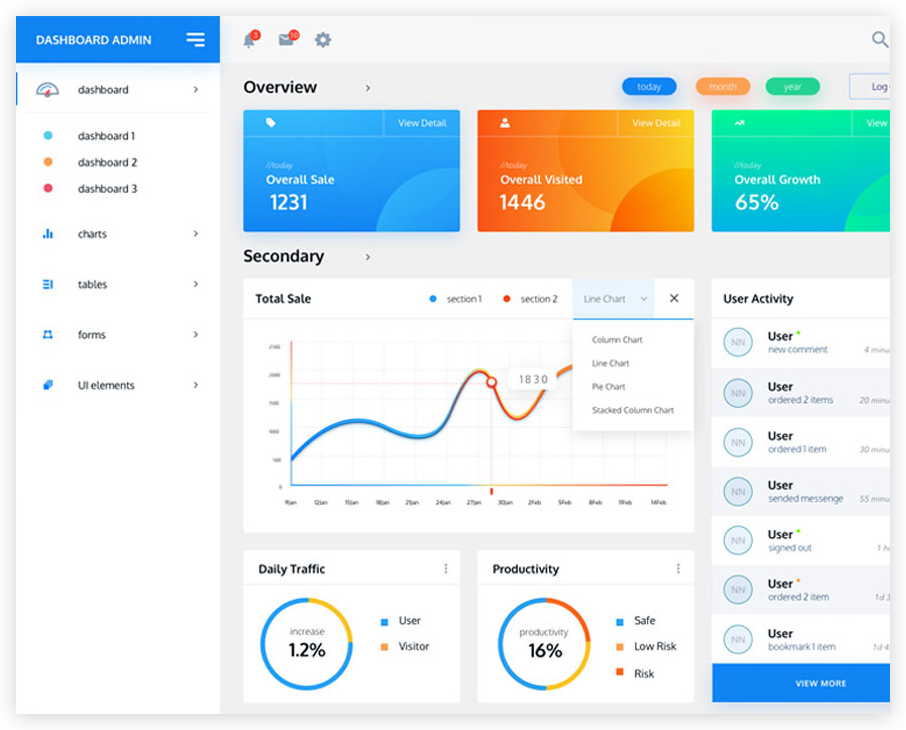 DASHBOARD ADMIN
3
10
dashboard
dashboard 1
dashboard 2
dashboard 3
charts
tables
forms
UI elements
Overview
today
month
year
Log
View Detail
//today
Overall Sale
1231
View Detail
//today
Overall Visited
1446
View
//today
Overall Growth
65%
Secondary
Total Sale
section 1
section 2
Line Chart
Column Chart
Line Chart
Pie Chart
Stacked Column Chart
2500
2000
1500
1000
500
0
1830
9Jan 12Jan 15Jan 18Jan 21Jan 24Jan 27Jan 30Jan 2Feb 5Feb 8Feb 11Feb 14Feb
User Activity
NN
User
new comment
4 minu
NN
User
ordered 2 items
20 minu
NN
User
ordered 1 item
30 minu
NN
User
sended messenge
55 minu
NN
User
signed out
1 h
NN
User
ordered 2 item
1d
NN
User
bookmark 1 item
1d 4
VIEW MORE
Daily Traffic
increase
1.2%
User
Visitor
Productivity
productivity
16%
Safe
Low Risk
Risk